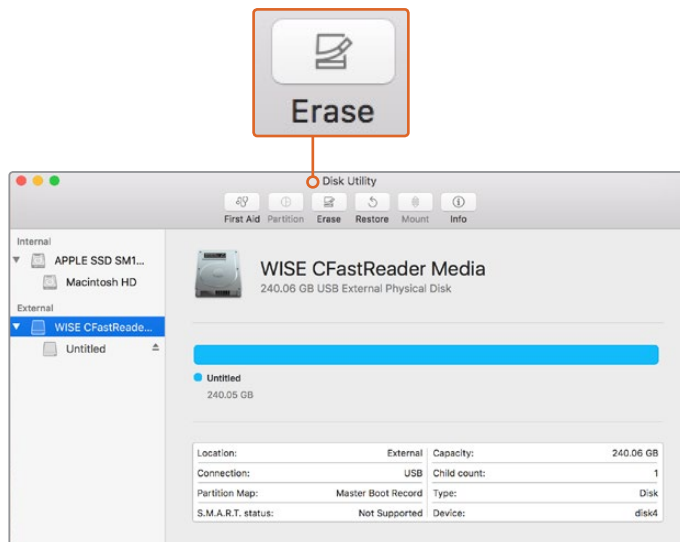 Erase
Disk Utility
First Aid Partition Erase Restore Mount Info
Internal
APPLE SSD SM1...
Macintosh HD
External
WISE CFastReade...
Untitled
WISE CFastReader Media
240.06 GB USB External Physical Disk
Untitled
240.05 GB
Location: External Capacity: 240.06 GB
Connection: USB Child count: 1
Partition Map: Master Boot Record Type: Disk
S.M.A.R.T. status: Not Supported Device: disk4